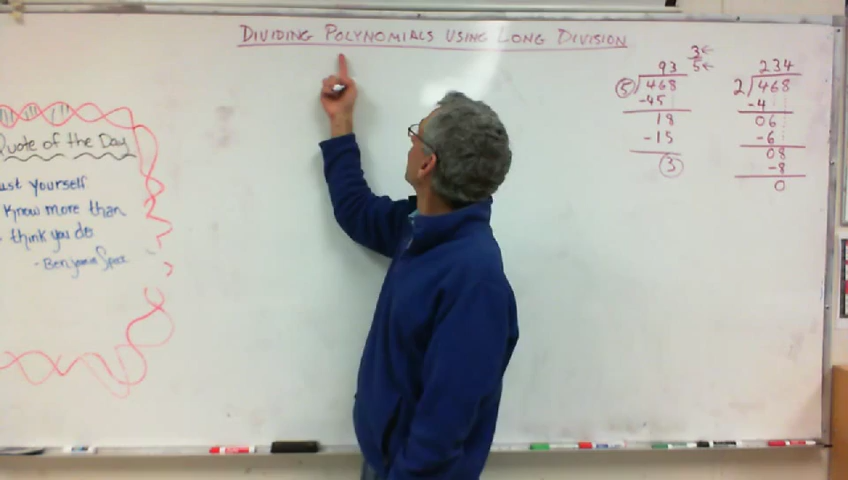 DIVIDING POLYNOMIALS USING LONG DIVISION
Quote of the Day
ust yourself
Know more than
think you do
-Benjamin Spock
93 3←
5←
5)468
-45
18
-15
3
234
2)468
-4
06
-6
08
-8
0